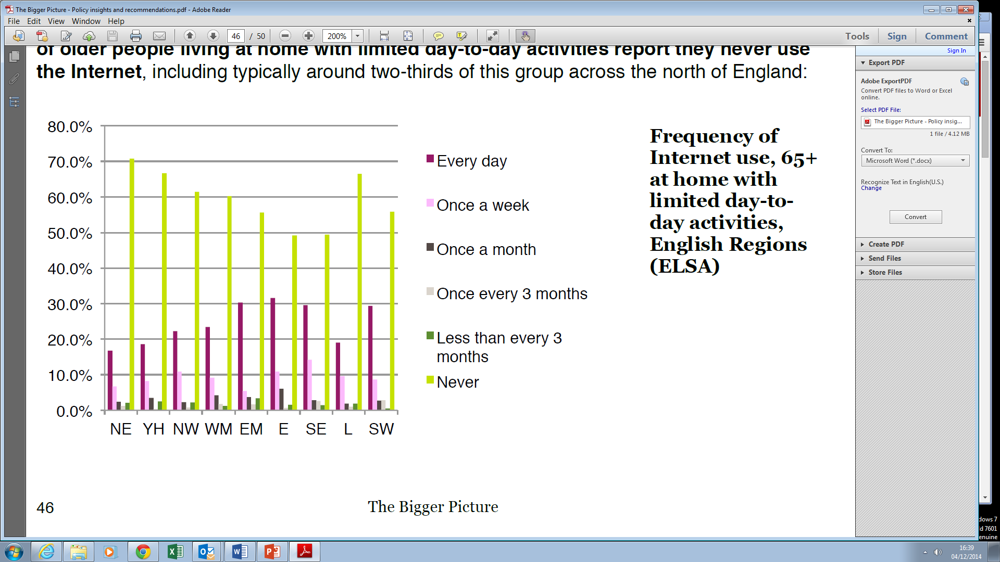 The Bigger Picture - Policy insights and recommendations.pdf - Adobe Reader
File Edit View Window Help
46 / 50 200% Tools Sign Comment
of older people living at home with limited day-to-day activities report they never use
the Internet, including typically around two-thirds of this group across the north of England:
80.0%
70.0%
60.0%
50.0%
40.0%
30.0%
20.0%
10.0%
0.0%
NE YH NW WM EM E SE L SW
Every day
Once a week
Once a month
Once every 3 months
Less than every 3
months
Never
Frequency of
Internet use, 65+
at home with
limited day-to-
day activities,
English Regions
(ELSA)
46
The Bigger Picture
Sign In
Export PDF
Adobe ExportPDF
Convert PDF files to Word or Excel
online.
Select PDF File:
The Bigger Picture - Policy insig...
1 file / 4.12 MB
Convert To:
Microsoft Word (*.docx)
Recognize Text in English(U.S.)
Change
Convert
Create PDF
Send Files
Store Files
dows 7
ld 7601
enuine
16:39
04/12/2014